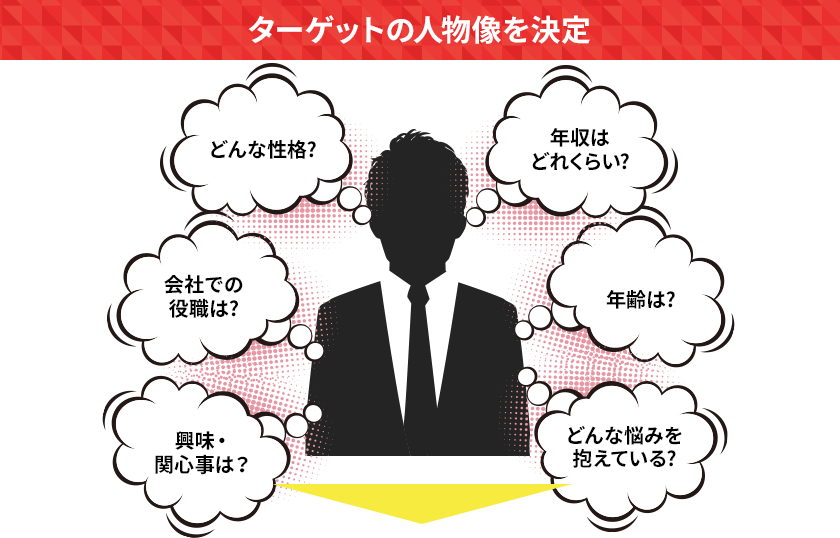 ターゲットの人物像を決定
どんな性格?
年収は
どれくらい?
会社での
役職は?
年齢は?
興味・
関心事は？
どんな悩みを
抱えている?